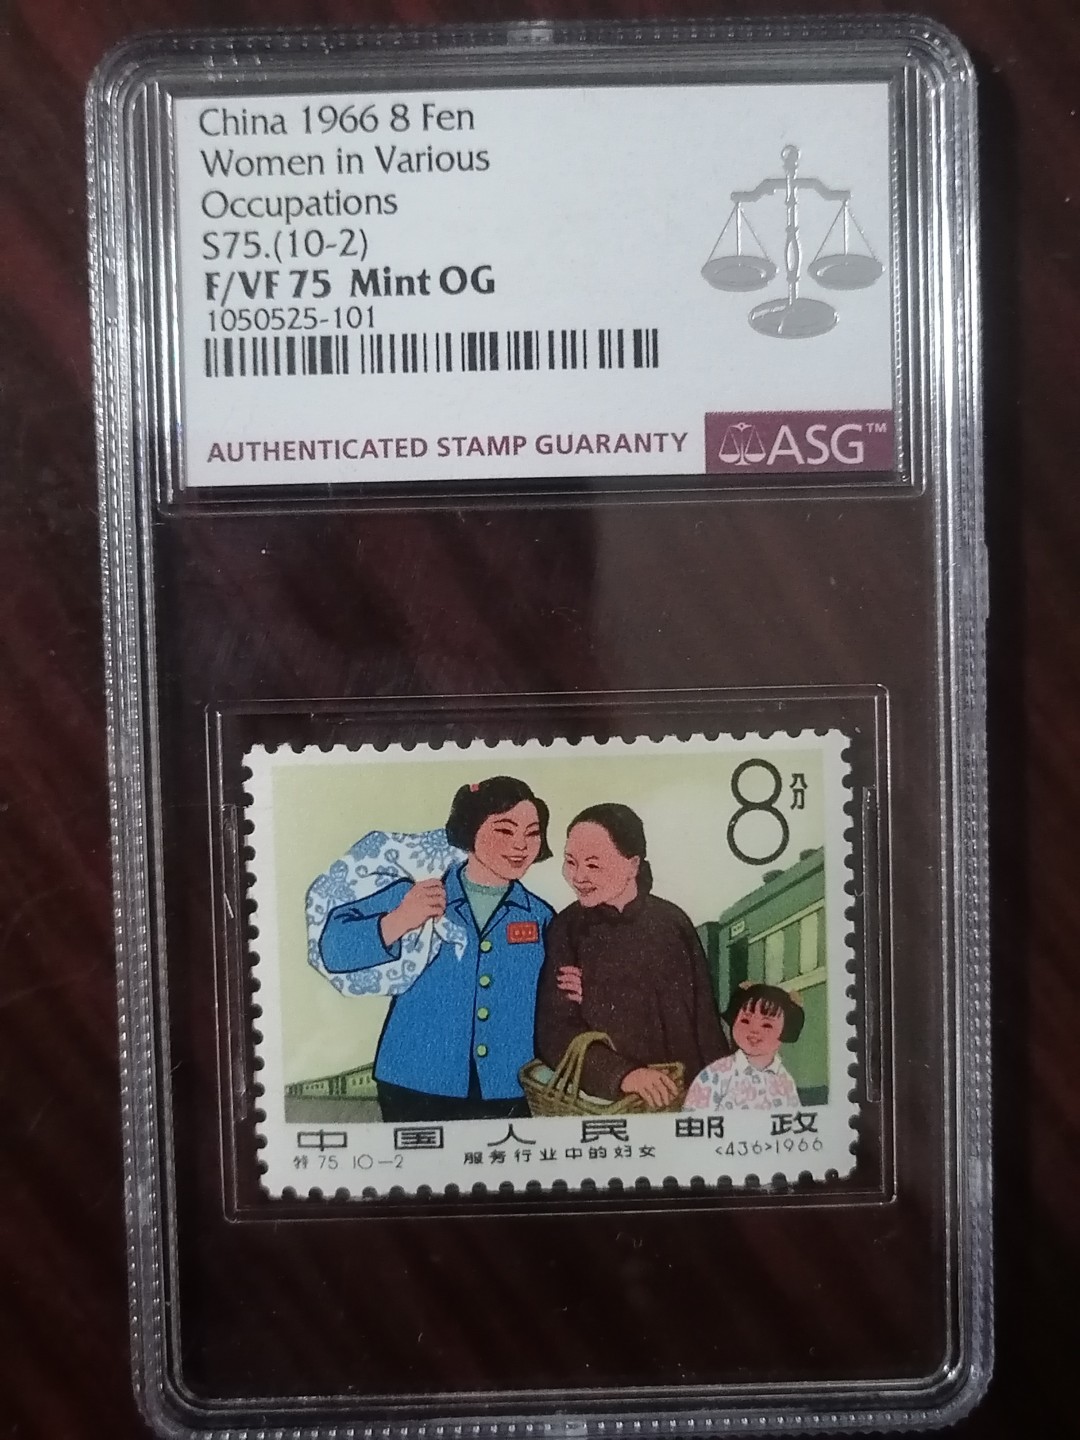 China 1966 8 Fen
Women in Various
Occupations
S75.(10-2)
F/VF 75 Mint OG
1050525-101
AUTHENTICATED STAMP GUARANTY ASG™
8 八分
中国人民邮政
特 75 10-2 服务行业中的妇女 <436>1966